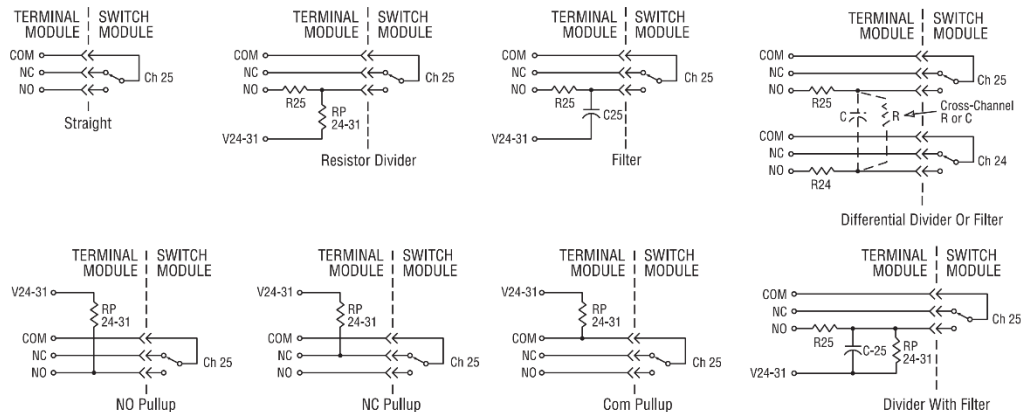 TERMINAL MODULE
SWITCH MODULE
COM
NC
NO
Ch 25
Straight
TERMINAL MODULE
SWITCH MODULE
COM
NC
NO
R25
RP
24-31
V24-31
Ch 25
Resistor Divider
TERMINAL MODULE
SWITCH MODULE
COM
NC
NO
R25
C25
V24-31
Ch 25
Filter
TERMINAL MODULE
SWITCH MODULE
COM
NC
NO
Ch 25
R25
C
R
Cross-Channel
R or C
COM
NC
NO
Ch 24
R24
Differential Divider Or Filter
TERMINAL MODULE
SWITCH MODULE
V24-31
RP
24-31
COM
NC
NO
Ch 25
NO Pullup
TERMINAL MODULE
SWITCH MODULE
V24-31
RP
24-31
COM
NC
NO
Ch 25
NC Pullup
TERMINAL MODULE
SWITCH MODULE
V24-31
RP
24-31
COM
NC
NO
Ch 25
Com Pullup
TERMINAL MODULE
SWITCH MODULE
COM
NC
NO
Ch 25
R25
C-25
RP
24-31
V24-31
Divider With Filter